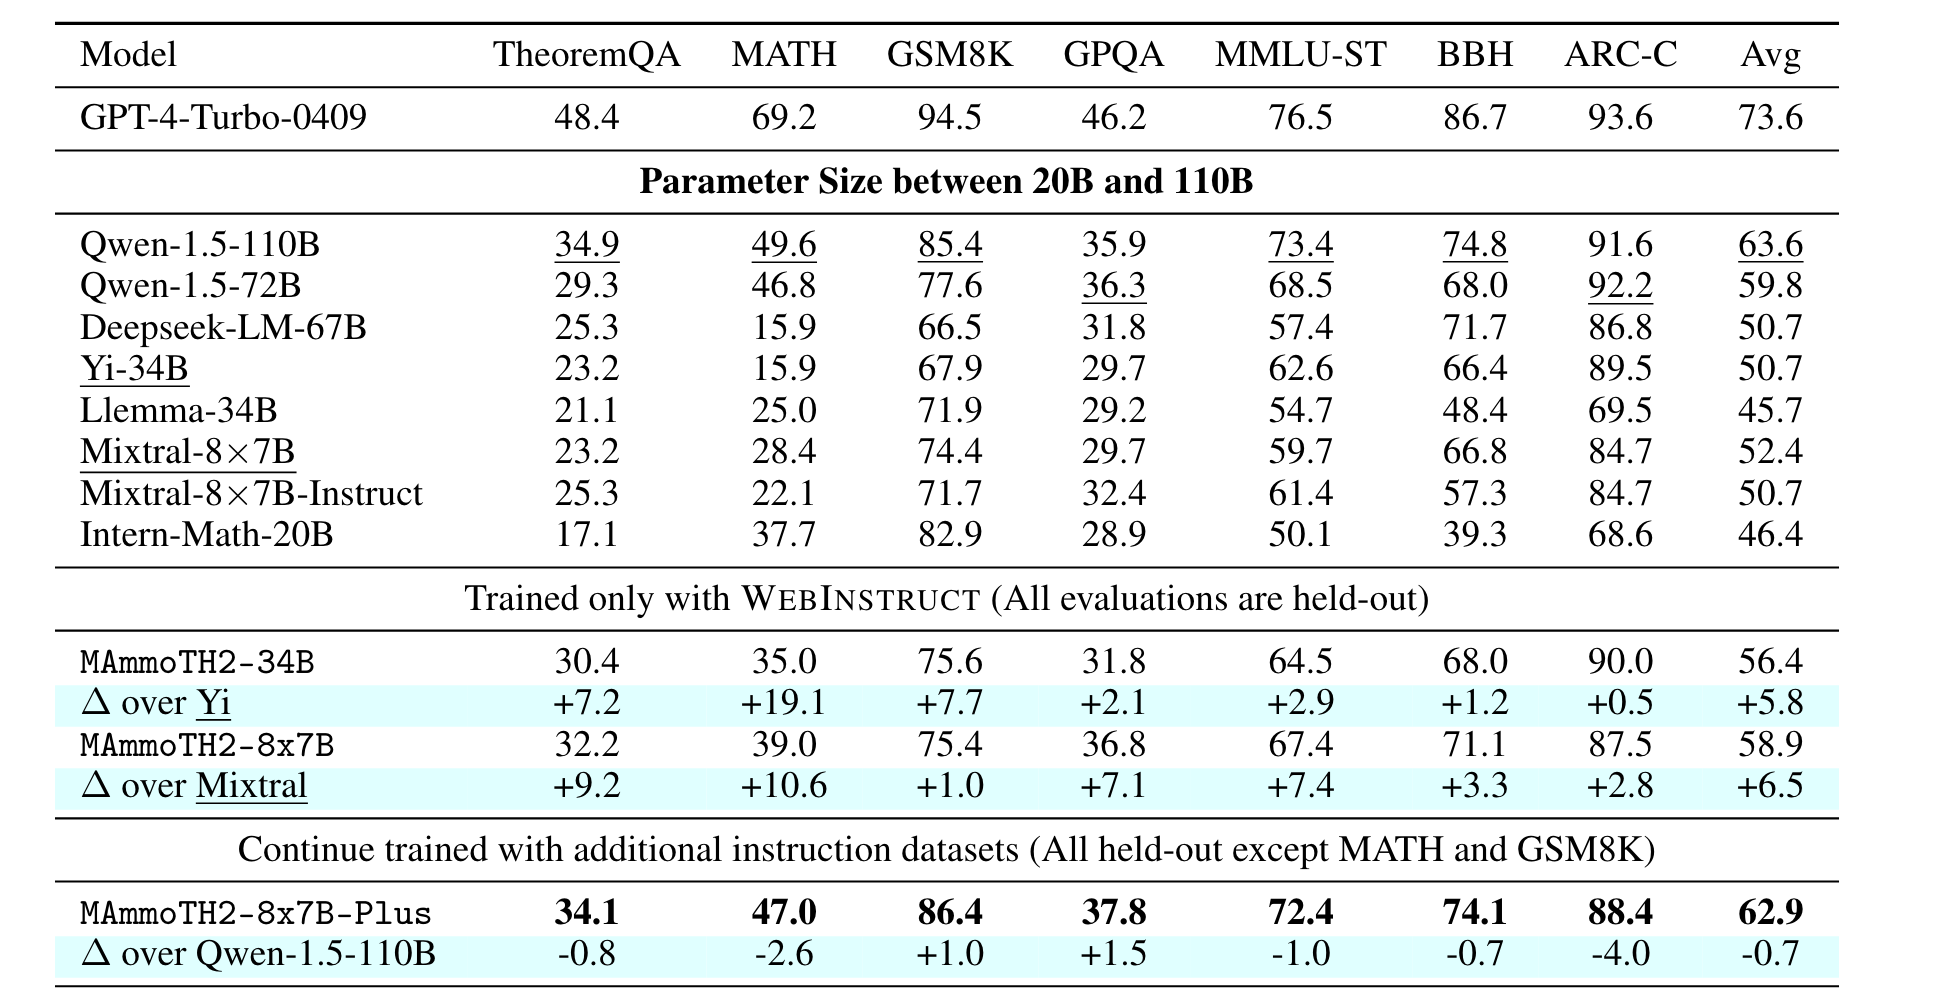 Model TheoremQA MATH GSM8K GPQA MMLU-ST BBH ARC-C Avg
GPT-4-Turbo-0409 48.4 69.2 94.5 46.2 76.5 86.7 93.6 73.6
Parameter Size between 20B and 110B
Qwen-1.5-110B 34.9 49.6 85.4 35.9 73.4 74.8 91.6 63.6
Qwen-1.5-72B 29.3 46.8 77.6 36.3 68.5 68.0 92.2 59.8
Deepseek-LM-67B 25.3 15.9 66.5 31.8 57.4 71.7 86.8 50.7
Yi-34B 23.2 15.9 67.9 29.7 62.6 66.4 89.5 50.7
Llemma-34B 21.1 25.0 71.9 29.2 54.7 48.4 69.5 45.7
Mixtral-8×7B 23.2 28.4 74.4 29.7 59.7 66.8 84.7 52.4
Mixtral-8×7B-Instruct 25.3 22.1 71.7 32.4 61.4 57.3 84.7 50.7
Intern-Math-20B 17.1 37.7 82.9 28.9 50.1 39.3 68.6 46.4
Trained only with WEBINSTRUCT (All evaluations are held-out)
MAmmoTH2-34B 30.4 35.0 75.6 31.8 64.5 68.0 90.0 56.4
Δ over Yi +7.2 +19.1 +7.7 +2.1 +2.9 +1.2 +0.5 +5.8
MAmmoTH2-8x7B 32.2 39.0 75.4 36.8 67.4 71.1 87.5 58.9
Δ over Mixtral +9.2 +10.6 +1.0 +7.1 +7.4 +3.3 +2.8 +6.5
Continue trained with additional instruction datasets (All held-out except MATH and GSM8K)
MAmmoTH2-8x7B-Plus 34.1 47.0 86.4 37.8 72.4 74.1 88.4 62.9
Δ over Qwen-1.5-110B -0.8 -2.6 +1.0 +1.5 -1.0 -0.7 -4.0 -0.7